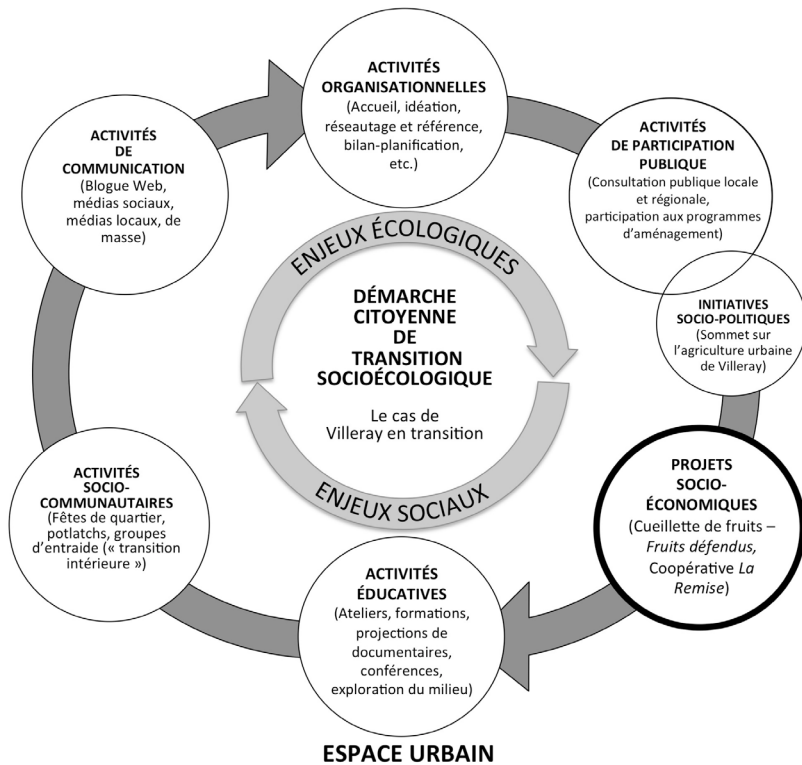 ACTIVITÉS
ORGANISATIONNELLES
(Accueil, idéation,
réseautage et référence,
bilan-planification,
etc.)
ACTIVITÉS
DE PARTICIPATION
PUBLIQUE
(Consultation publique locale
et régionale,
participation aux programmes
d'aménagement)
INITIATIVES
SOCIO-POLITIQUES
(Sommet sur
l'agriculture urbaine
de Villeray)
PROJETS
SOCIO-
ÉCONOMIQUES
(Cueillette de fruits –
Fruits défendus,
Coopérative La
Remise)
ACTIVITÉS
ÉDUCATIVES
(Ateliers, formations,
projections de
documentaires,
conférences,
exploration du milieu)
ACTIVITÉS
SOCIO-
COMMUNAUTAIRES
(Fêtes de quartier,
potlatchs, groupes
d'entraide (« transition
intérieure »)
ACTIVITÉS
DE
COMMUNICATION
(Blogue Web,
médias sociaux,
médias locaux, de
masse)
ENJEUX ÉCOLOGIQUES
DÉMARCHE
CITOYENNE
DE
TRANSITION
SOCIOÉCOLOGIQUE
Le cas de
Villeray en transition
ENJEUX SOCIAUX
ESPACE URBAIN